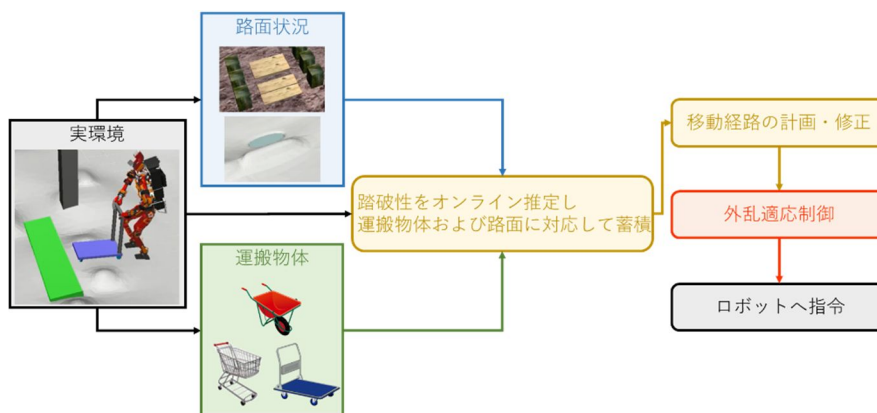 路面状況
実環境
踏破性をオンライン推定し
運搬物体および路面に対応して蓄積
移動経路の計画・修正
外乱適応制御
運搬物体
ロボットへ指令